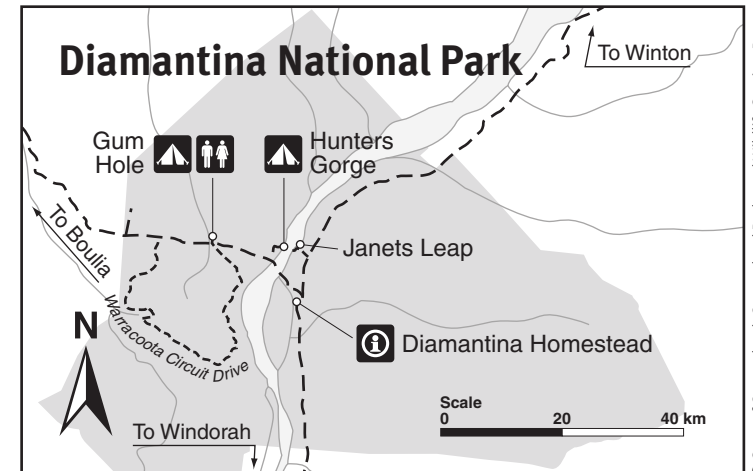 Diamantina National Park
To Winton
Gum
Hole
Hunters
Gorge
To Boulia
Janets Leap
Warracoota Circuit Drive
N
Diamantina Homestead
Scale
0 20 40 km
To Windorah